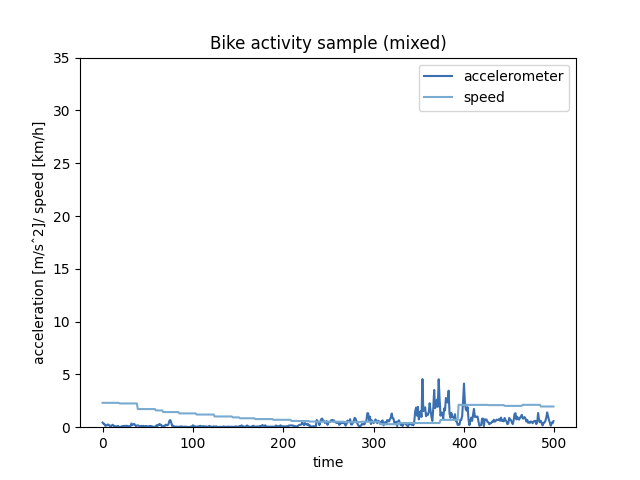 Bike activity sample (mixed)
accelerometer
speed
acceleration [m/s^2]/ speed [km/h]
35
30
25
20
15
10
5
0
0 100 200 300 400 500
time